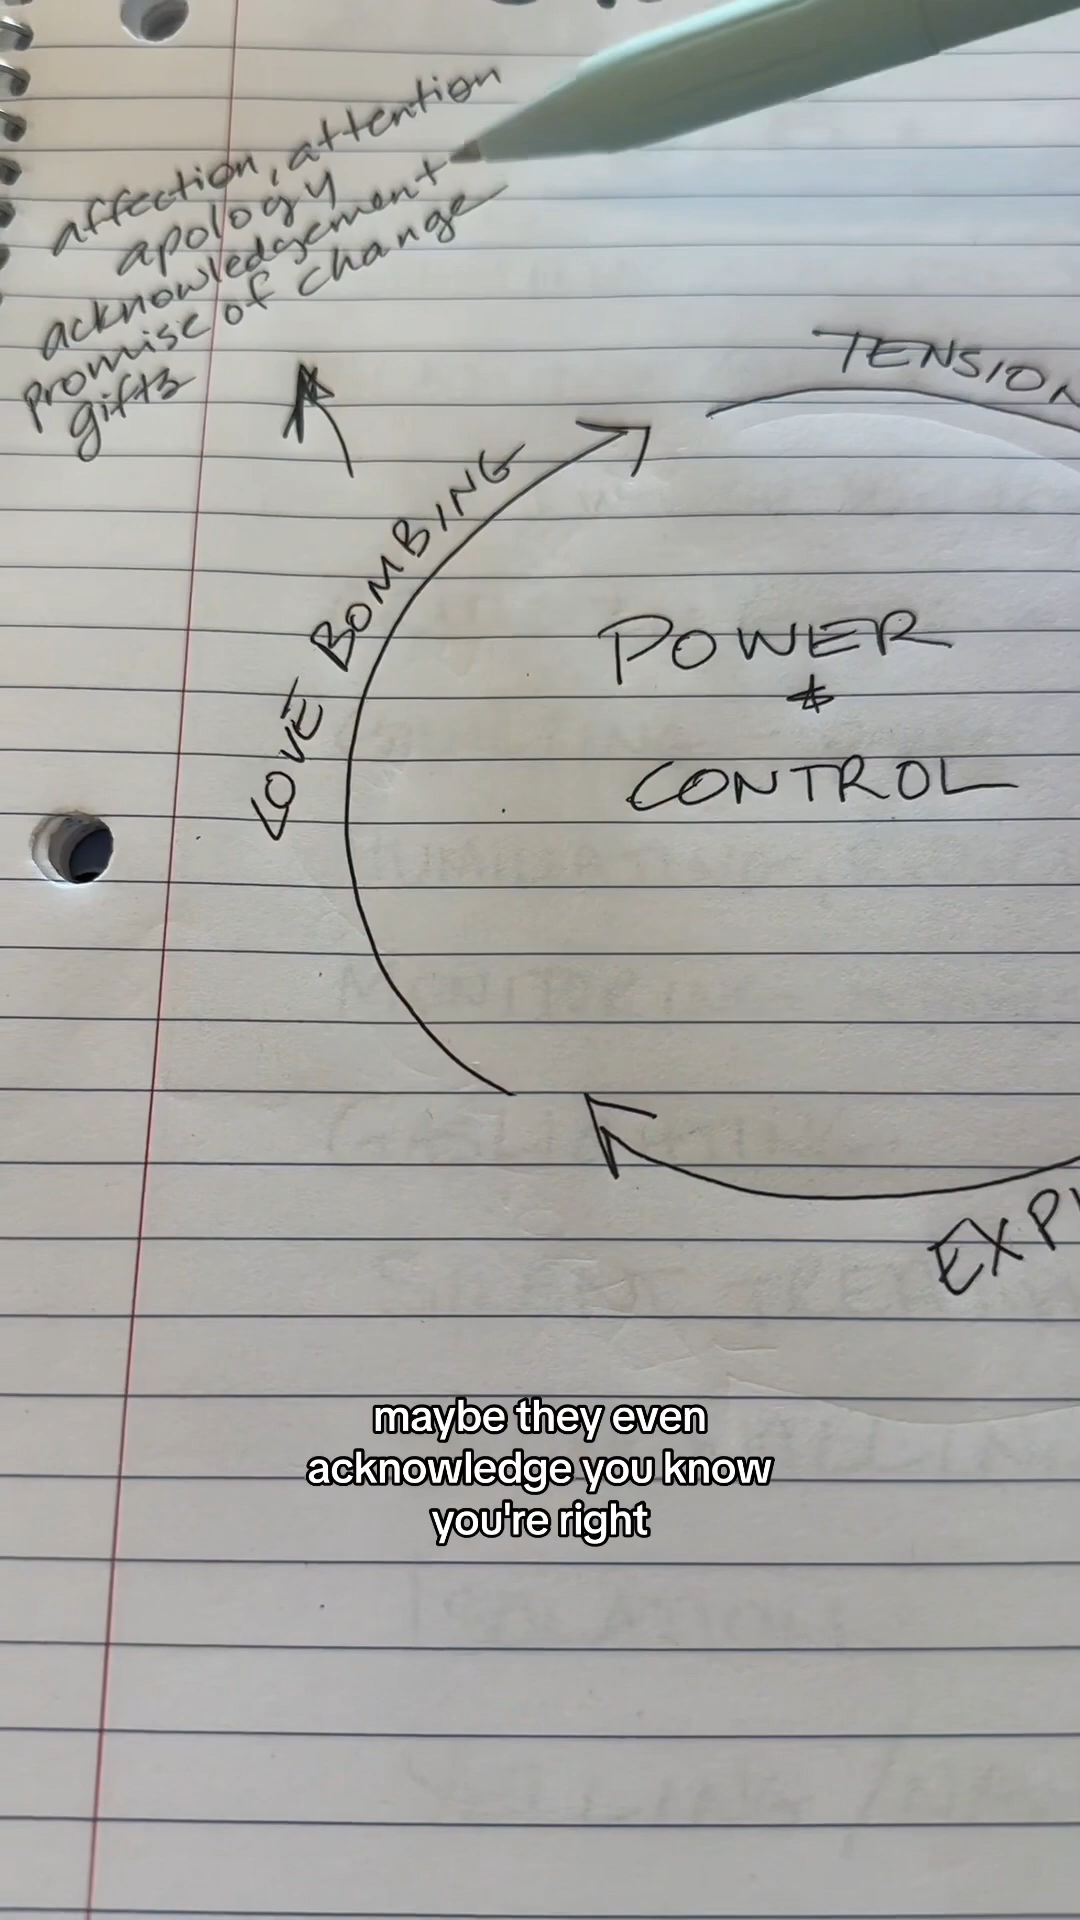 affection, attention
apology
acknowledgement
promise of change
gifts
TENSION
LOVE BOMBING
POWER
&
CONTROL
EXP
maybe they even
acknowledge you know
you're right